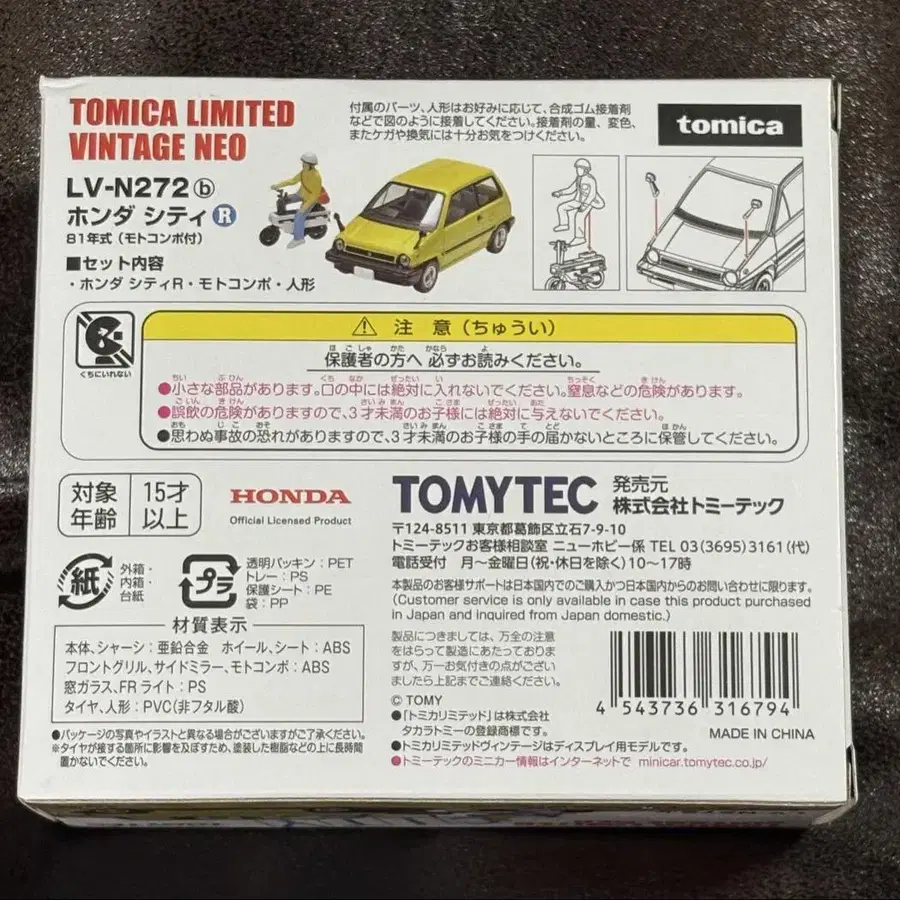 TOMICA LIMITED
VINTAGE NEO
LV-N272ⓑ
ホンダ シティ R
81年式（モトコンポ付）
■セット内容
・ホンダ シティR・モトコンポ・人形
付属のパーツ、人形はお好みに応じて、合成ゴム接着剤
などで図のように接着してください。接着剤の量、変色、
またケガや換気には十分お気をつけください。
tomica
くちにいれない
⚠ 注 意（ちゅうい）
保護者の方へ 必ずお読みください。
●小さな部品があります。口の中には絶対に入れないでください。窒息などの危険があります。
●誤飲の危険がありますので、3才未満のお子様には絶対に与えないでください。
●思わぬ事故の恐れがありますので、3才未満のお子様の手の届かないところに保管してください。
対象
年齢
15才
以上
HONDA
Official Licensed Product
TOMYTEC
発売元
株式会社トミーテック
〒124-8511 東京都葛飾区立石7-9-10
トミーテックお客様相談室 ニューホビー係 TEL 03(3695)3161(代)
電話受付 月〜金曜日(祝・休日を除く)10〜17時
紙
外箱・
内箱・
台紙
プラ
透明パッキン：PET
トレー：PS
保護シート：PE
袋：PP
本製品のお客様サポートは日本国内でのご購入かつ日本国内からのお問い合わせに限ります。
(Customer service is only available in case this product purchased
in Japan and inquired from Japan domestic.)
材質表示
本体、シャーシ：亜鉛合金 ホイール、シート：ABS
フロントグリル、サイドミラー、モトコンポ：ABS
窓ガラス、FRライト：PS
タイヤ、人形：PVC(非フタル酸)
●パッケージの写真やイラストと異なる場合がございますがご了承ください。
※タイヤが接する箇所に影響を及ぼすため、塗装した樹脂などの上に長時間
置かないでください。
製品につきましては、万全の注意
をはらって製造にあたっております
が、万一お気付きの点がござい
ましたら上記までご連絡ください。
© TOMY
●「トミカリミテッド」は株式会社
タカラトミーの登録商標です。
●トミカリミテッドヴィンテージはディスプレイ用モデルです。
●トミーテックのミニカー情報はインターネットで minicar.tomytec.co.jp/
4 543736 316794
MADE IN CHINA